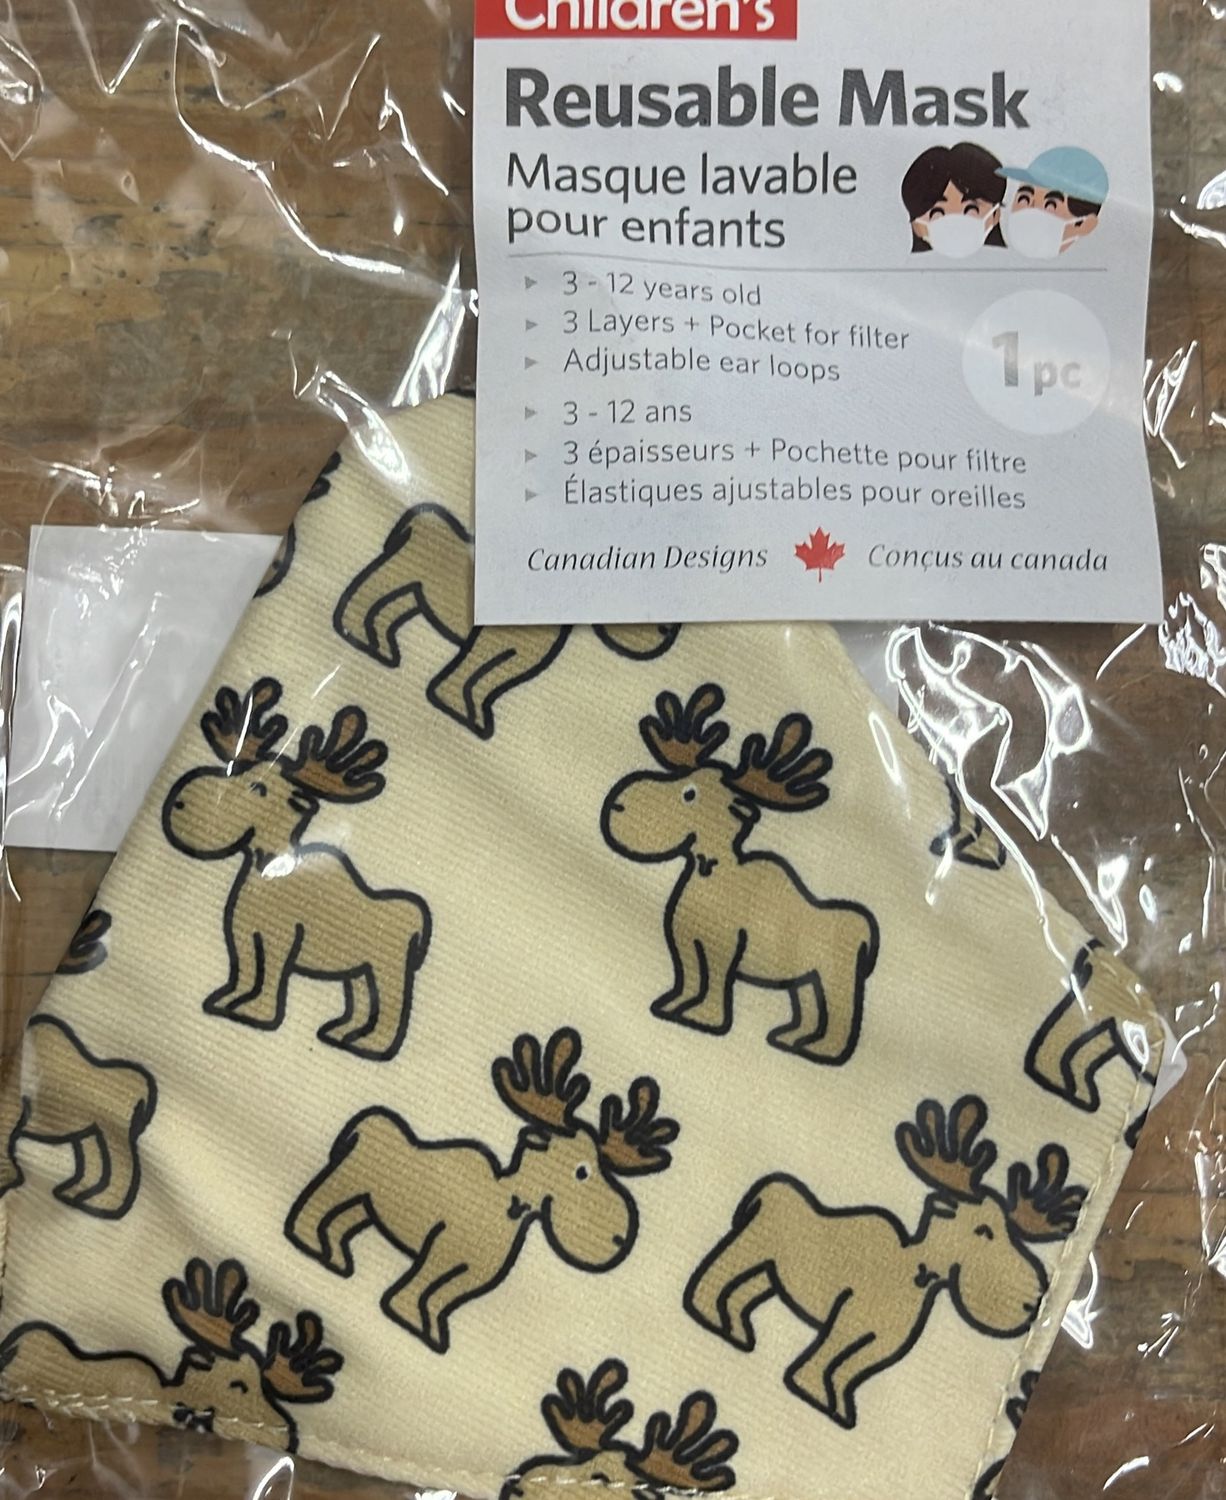 Children's
Reusable Mask
Masque lavable
pour enfants
3 - 12 years old
3 Layers + Pocket for filter
Adjustable ear loops
1 pc
3 - 12 ans
3 épaisseurs + Pochette pour filtre
Élastiques ajustables pour oreilles
Canadian Designs Conçus au canada